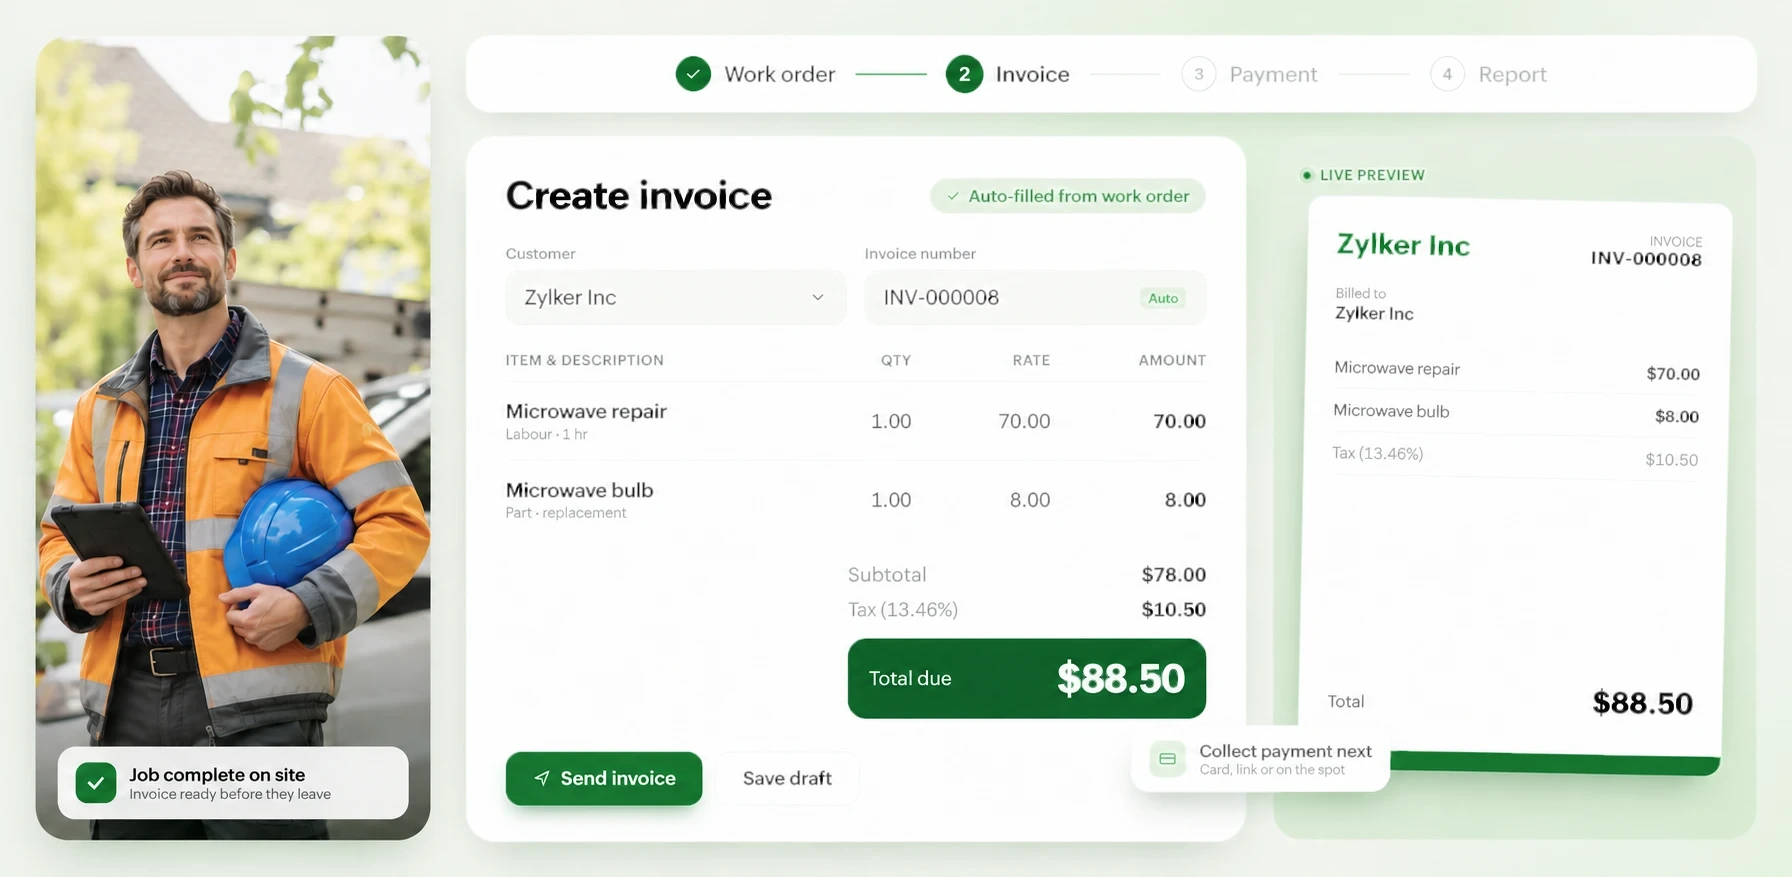 Work order
2 Invoice
3 Payment
4 Report
Create invoice
Auto-filled from work order
Customer
Invoice number
Zylker Inc
INV-000008
Auto
ITEM & DESCRIPTION QTY RATE AMOUNT
Microwave repair 1.00 70.00 70.00
Labour · 1 hr
Microwave bulb 1.00 8.00 8.00
Part · replacement
Subtotal $78.00
Tax (13.46%) $10.50
Total due $88.50
Send invoice
Save draft
LIVE PREVIEW
Zylker Inc
INVOICE
INV-000008
Billed to
Zylker Inc
Microwave repair $70.00
Microwave bulb $8.00
Tax (13.46%) $10.50
Total $88.50
Collect payment next
Card, link or on the spot
Job complete on site
Invoice ready before they leave